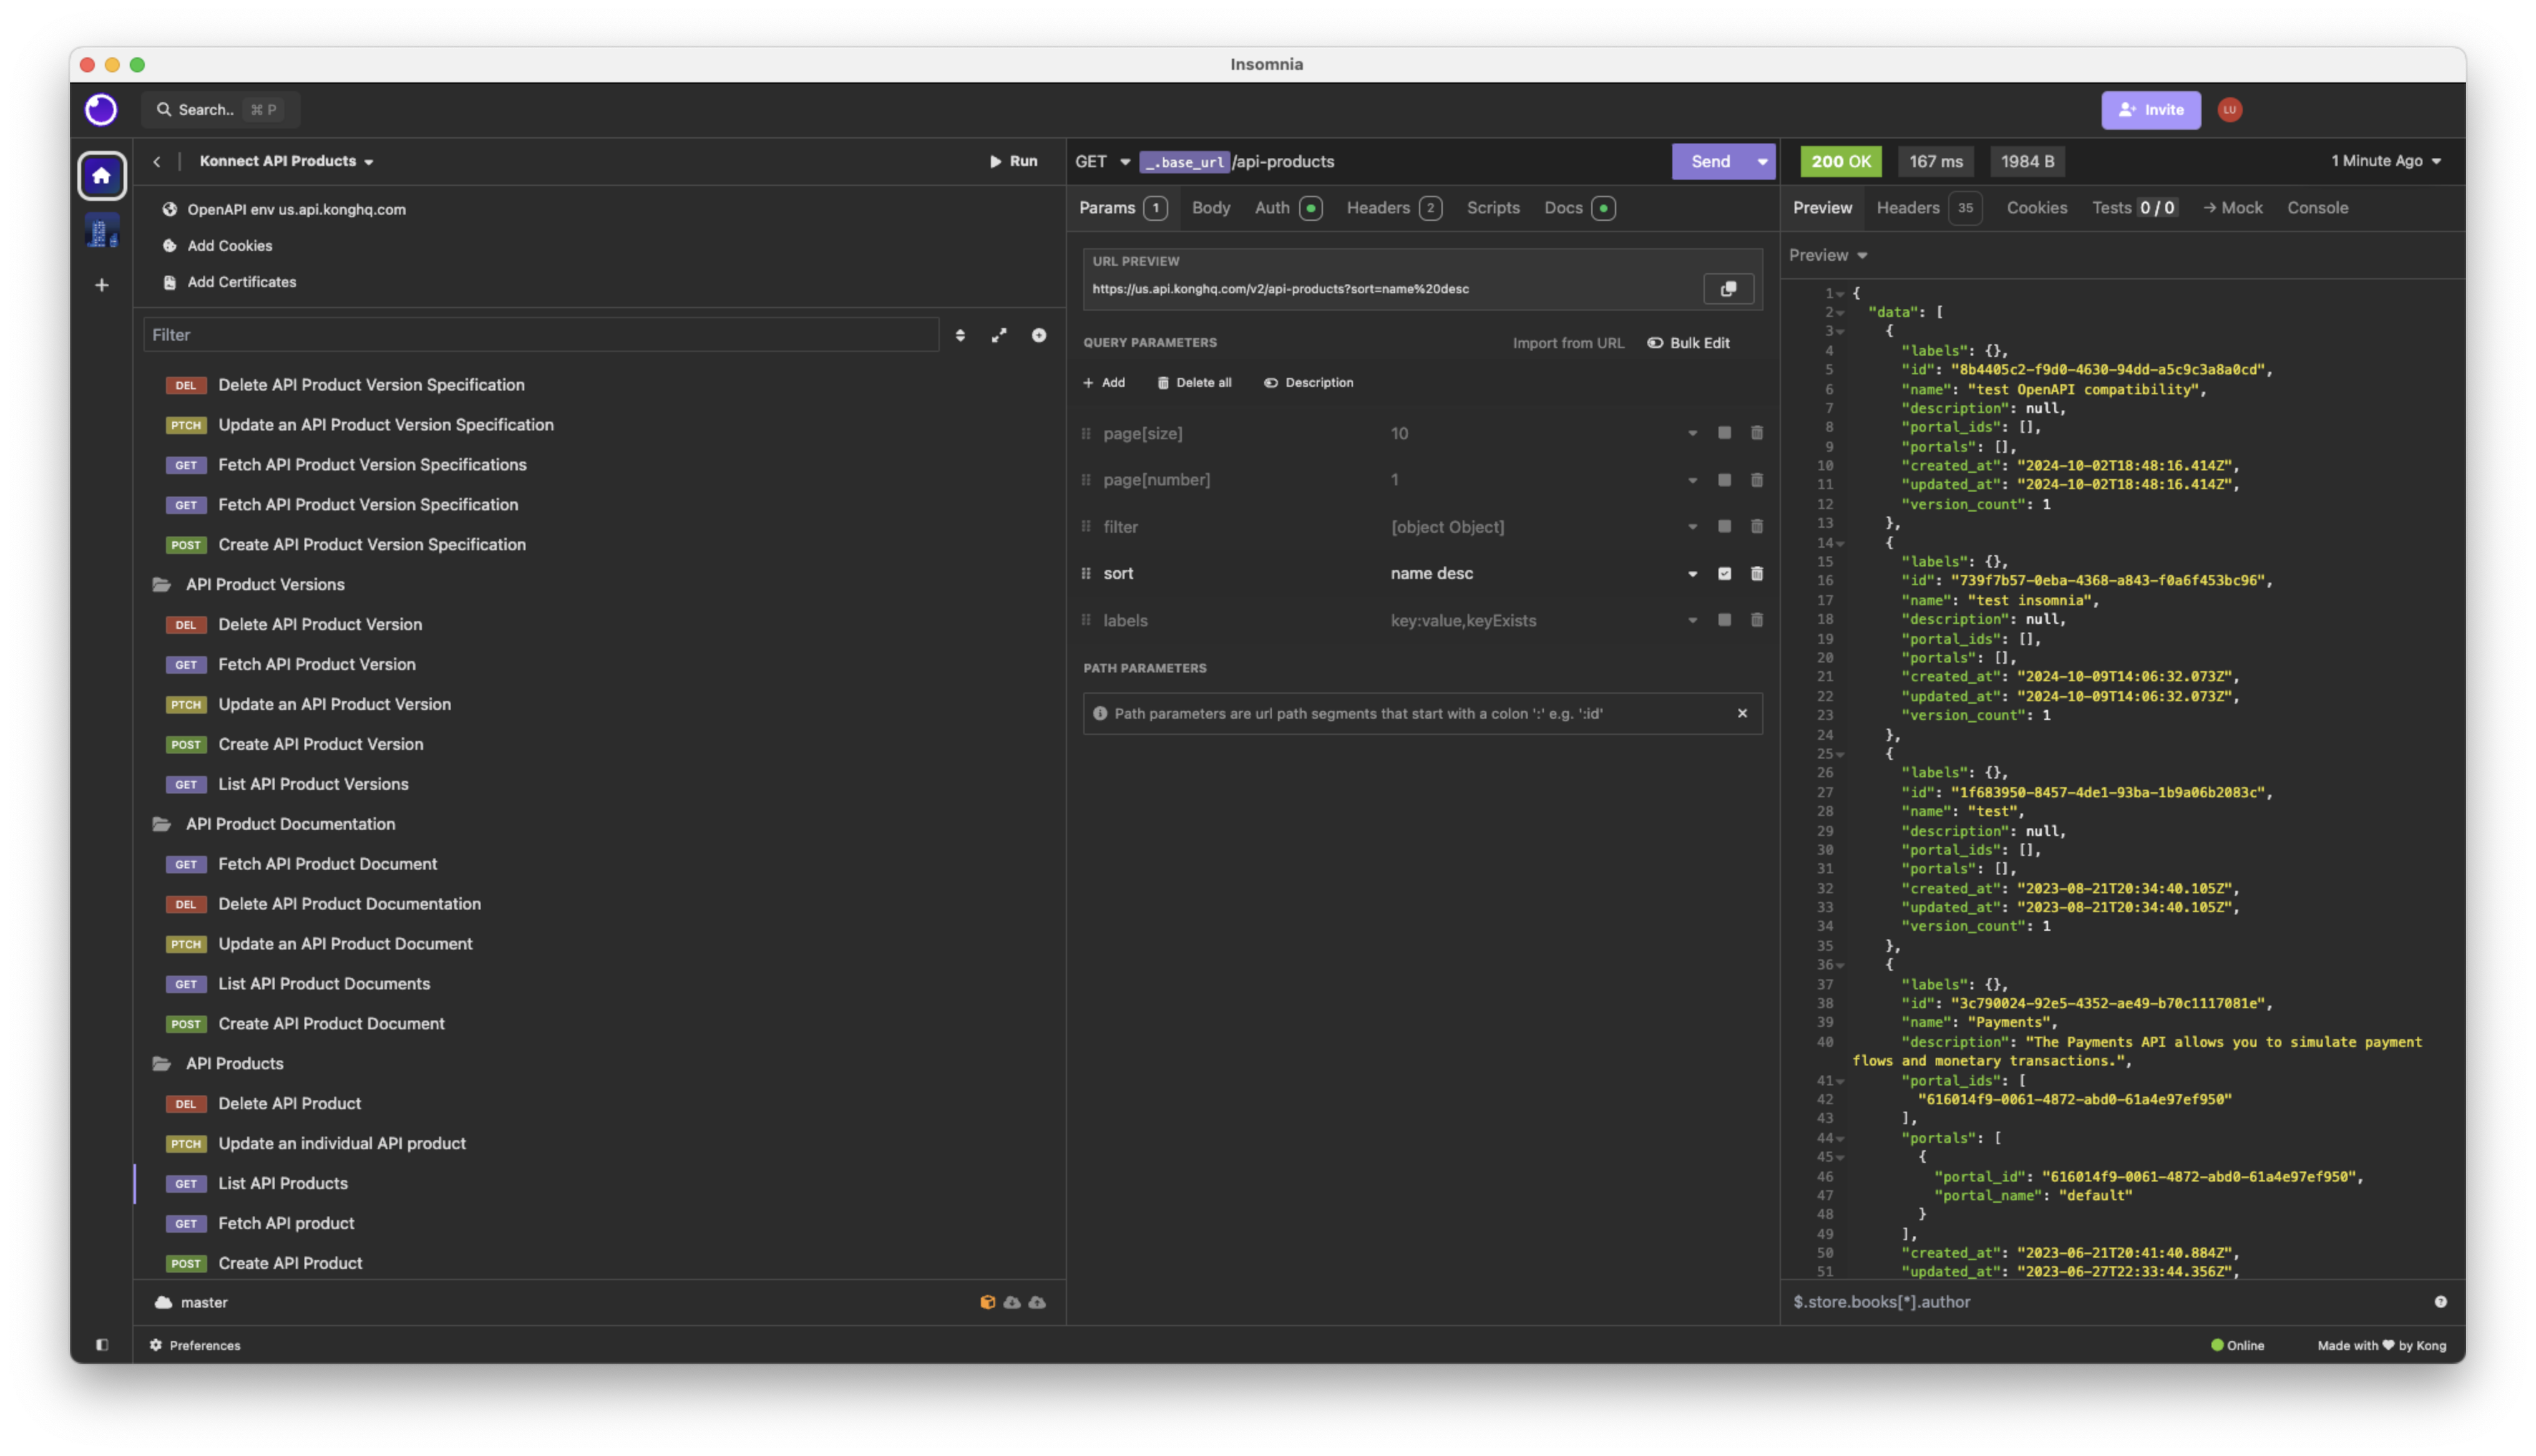 Insomnia
Search.. ⌘ P
Invite
LU
Konnect API Products
Run
OpenAPI env us.api.konghq.com
Add Cookies
Add Certificates
Filter
DEL Delete API Product Version Specification
PTCH Update an API Product Version Specification
GET Fetch API Product Version Specifications
GET Fetch API Product Version Specification
POST Create API Product Version Specification
API Product Versions
DEL Delete API Product Version
GET Fetch API Product Version
PTCH Update an API Product Version
POST Create API Product Version
GET List API Product Versions
API Product Documentation
GET Fetch API Product Document
DEL Delete API Product Documentation
PTCH Update an API Product Document
GET List API Product Documents
POST Create API Product Document
API Products
DEL Delete API Product
PTCH Update an individual API product
GET List API Products
GET Fetch API product
POST Create API Product
master
Preferences
GET _.base_url/api-products
Send
Params 1 Body Auth Headers 2 Scripts Docs
URL PREVIEW
https://us.api.konghq.com/v2/api-products?sort=name%20desc
QUERY PARAMETERS Import from URL Bulk Edit
+ Add Delete all Description
page[size] 10
page[number] 1
filter [object Object]
sort name desc
labels key:value,keyExists
PATH PARAMETERS
Path parameters are url path segments that start with a colon ':' e.g. ':id'
200 OK 167 ms 1984 B 1 Minute Ago
Preview Headers 35 Cookies Tests 0 / 0 → Mock Console
Preview
1 {
2 "data": [
3 {
4 "labels": {},
5 "id": "8b4405c2-f9d0-4630-94dd-a5c9c3a8a0cd",
6 "name": "test OpenAPI compatibility",
7 "description": null,
8 "portal_ids": [],
9 "portals": [],
10 "created_at": "2024-10-02T18:48:16.414Z",
11 "updated_at": "2024-10-02T18:48:16.414Z",
12 "version_count": 1
13 },
14 {
15 "labels": {},
16 "id": "739f7b57-0eba-4368-a843-f0a6f453bc96",
17 "name": "test insomnia",
18 "description": null,
19 "portal_ids": [],
20 "portals": [],
21 "created_at": "2024-10-09T14:06:32.073Z",
22 "updated_at": "2024-10-09T14:06:32.073Z",
23 "version_count": 1
24 },
25 {
26 "labels": {},
27 "id": "1f683950-8457-4de1-93ba-1b9a06b2083c",
28 "name": "test",
29 "description": null,
30 "portal_ids": [],
31 "portals": [],
32 "created_at": "2023-08-21T20:34:40.105Z",
33 "updated_at": "2023-08-21T20:34:40.105Z",
34 "version_count": 1
35 },
36 {
37 "labels": {},
38 "id": "3c790024-92e5-4352-ae49-b70c1117081e",
39 "name": "Payments",
40 "description": "The Payments API allows you to simulate payment
flows and monetary transactions.",
41 "portal_ids": [
42 "616014f9-0061-4872-abd0-61a4e97ef950"
43 ],
44 "portals": [
45 {
46 "portal_id": "616014f9-0061-4872-abd0-61a4e97ef950",
47 "portal_name": "default"
48 }
49 ],
50 "created_at": "2023-06-21T20:41:40.884Z",
51 "updated_at": "2023-06-27T22:33:44.356Z",
$.store.books[*].author
Online
Made with ♥ by Kong